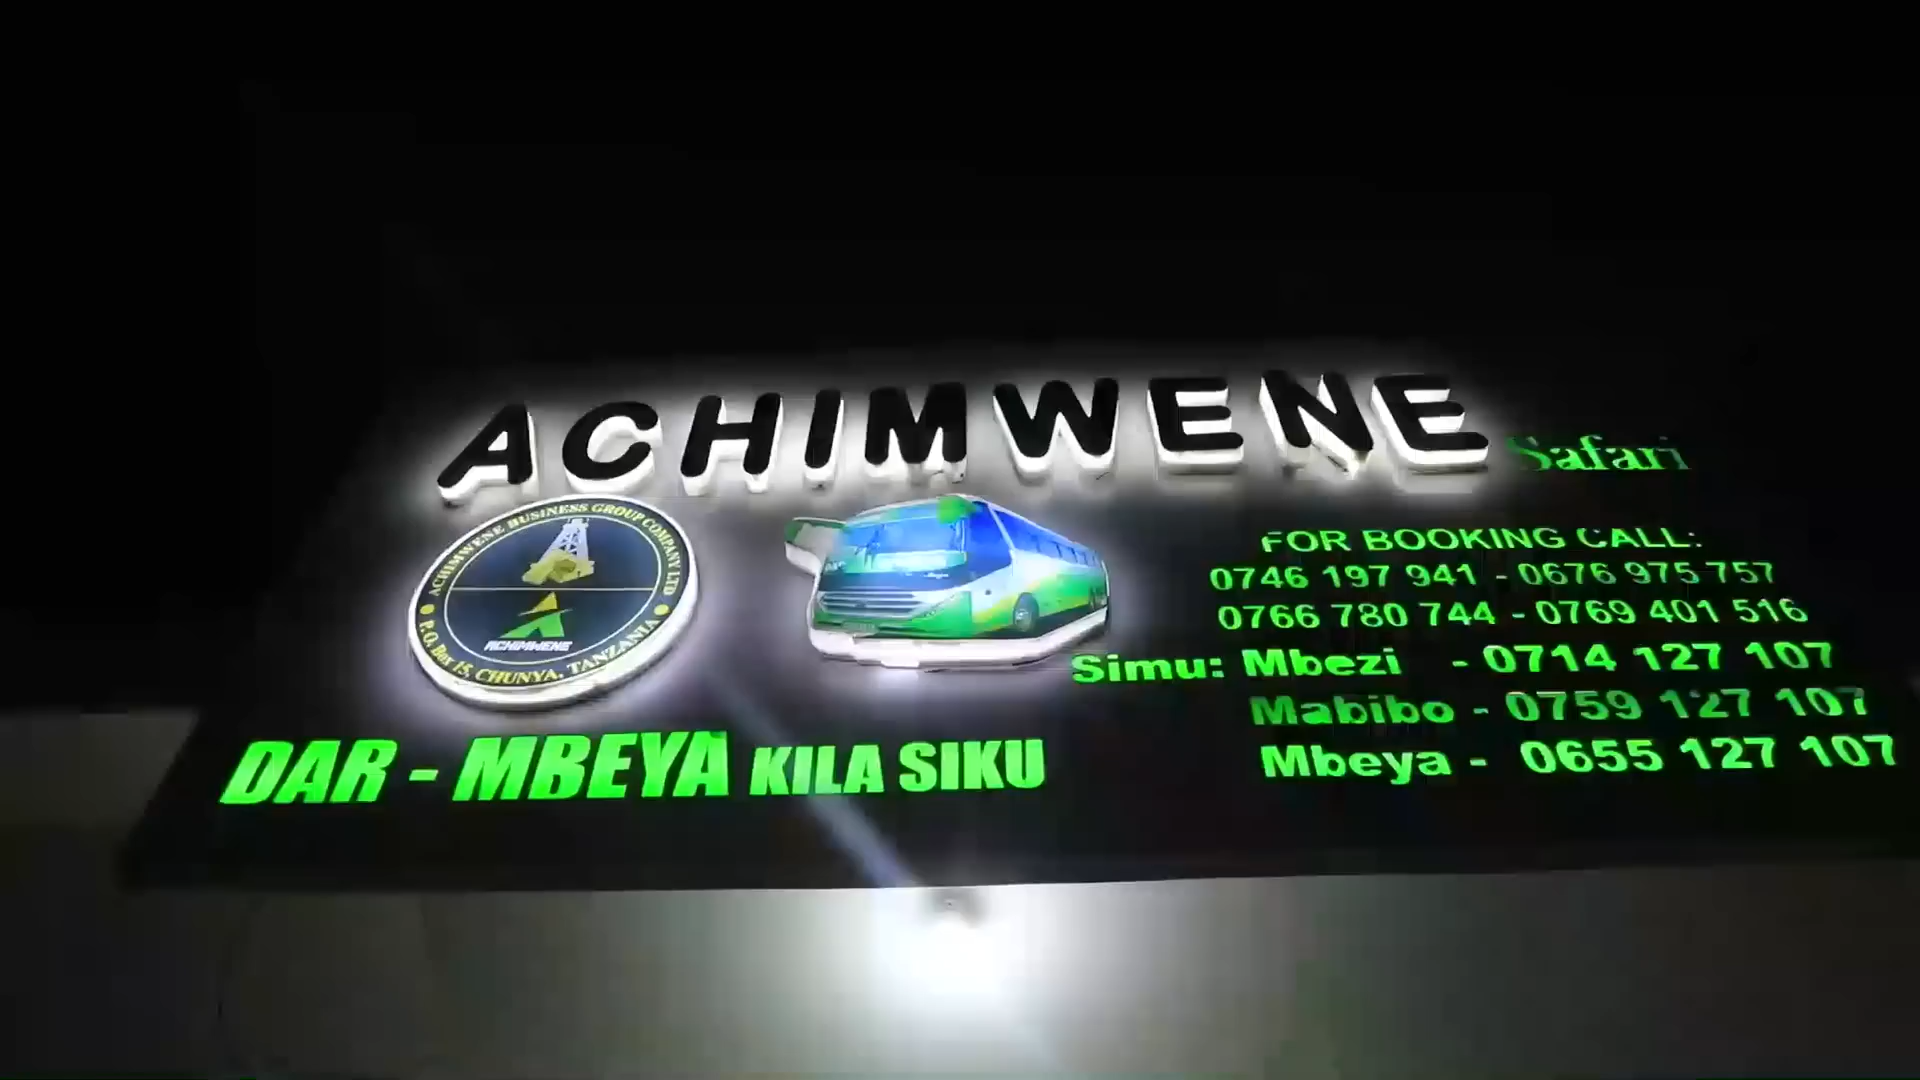 ACHIMWENE
Safari
ACHIMWENE BUSINESS GROUP COMPANY LTD
ACHIMWENE
P.O. Box 15, CHUNYA, TANZANIA
FOR BOOKING CALL:
0746 197 941 - 0676 975 757
0766 780 744 - 0769 401 516
Simu: Mbezi - 0714 127 107
Mabibo - 0759 127 107
Mbeya - 0655 127 107
DAR - MBEYA KILA SIKU